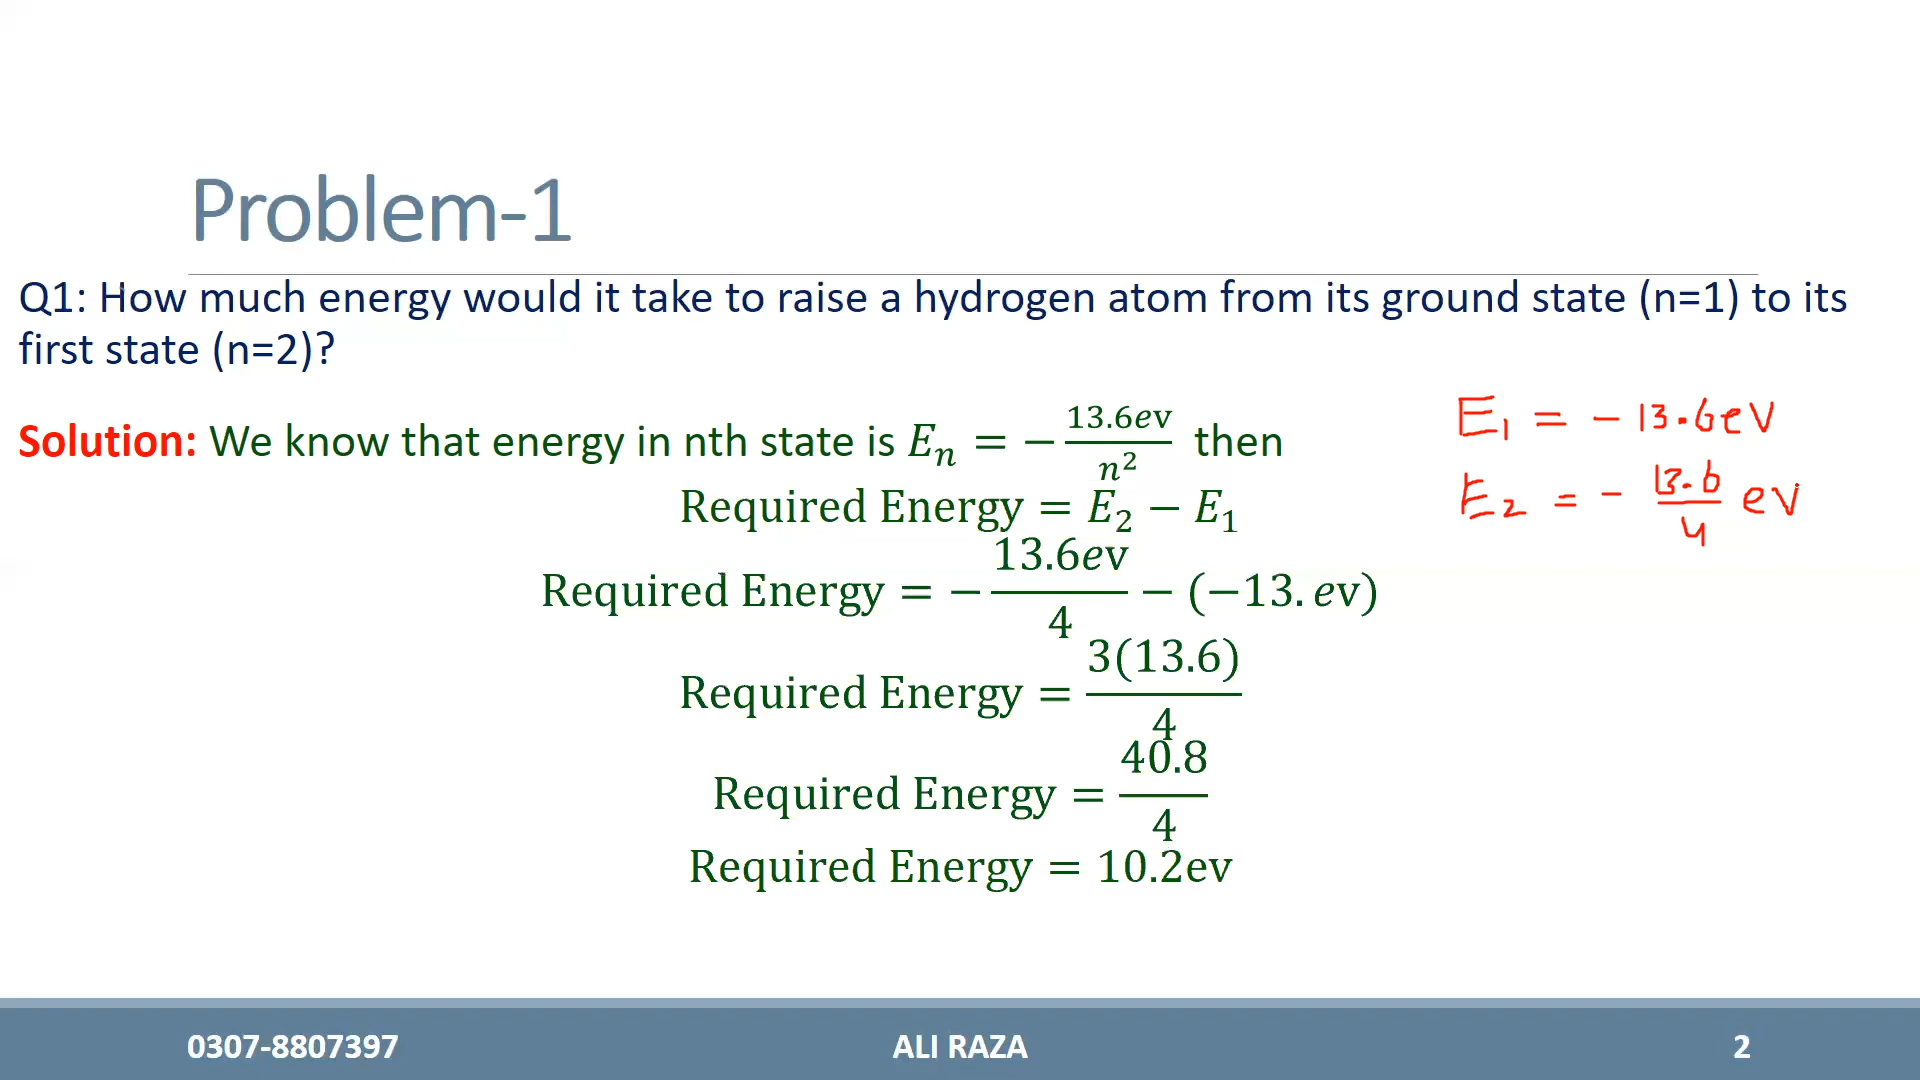 Problem-1
Q1: How much energy would it take to raise a hydrogen atom from its ground state (n=1) to its
first state (n=2)?
Solution: We know that energy in nth state is Eₙ = −13.6ev/n² then
Required Energy = E₂ − E₁
Required Energy = −13.6ev/4 − (−13. ev)
Required Energy = 3(13.6)/4
Required Energy = 40.8/4
Required Energy = 10.2ev
E₁ = − 13.6eV
E₂ = − 13.6/4 eV
0307-8807397
ALI RAZA
2